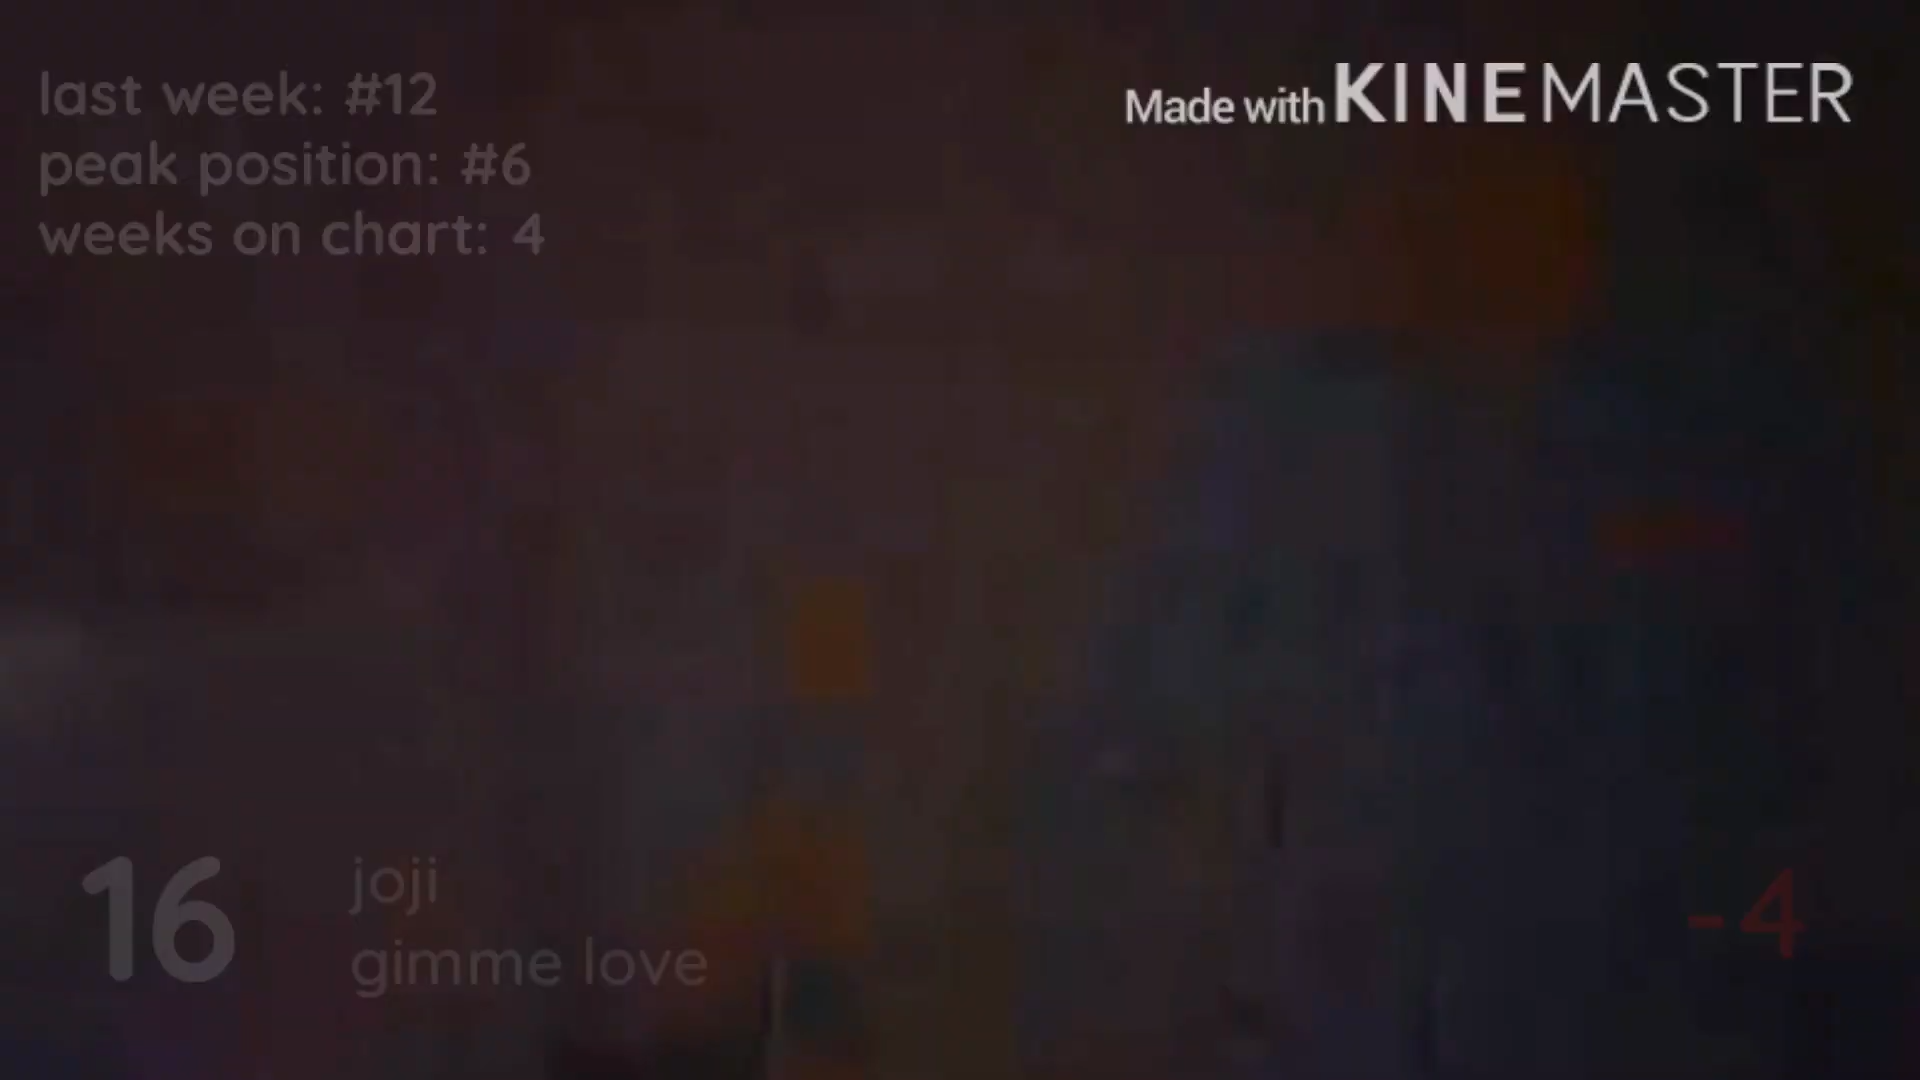 last week: #12
peak position: #6
weeks on chart: 4
Made with KINEMASTER
16
joji
gimme love
-4